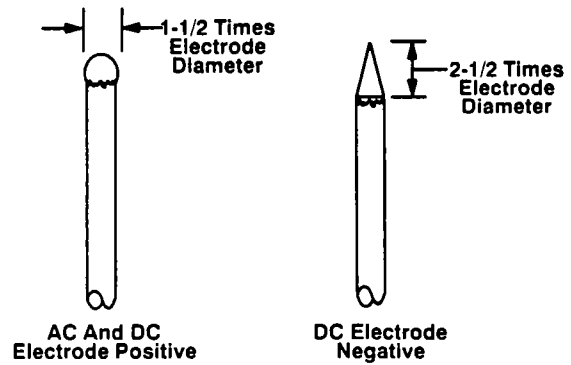 1-1/2 Times
Electrode
Diameter
2-1/2 Times
Electrode
Diameter
AC And DC
Electrode Positive
DC Electrode
Negative